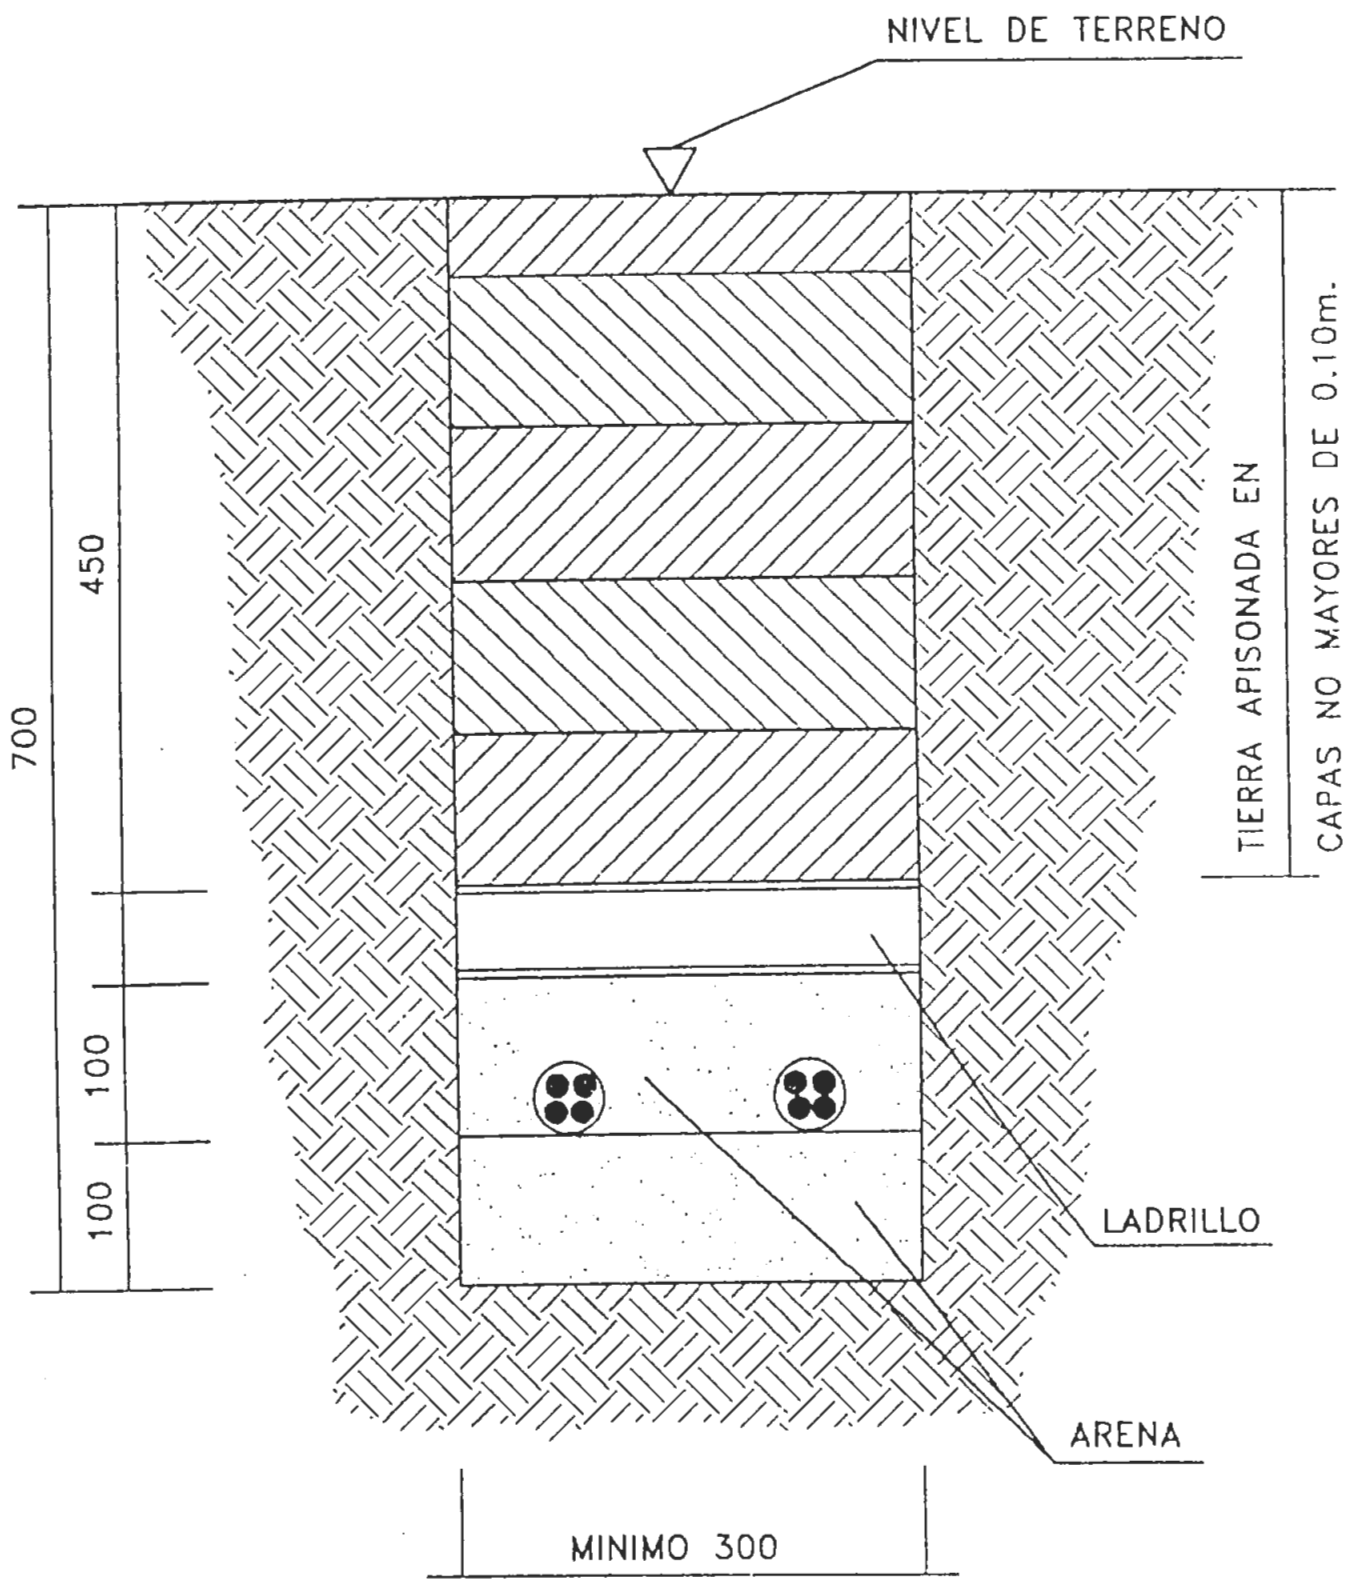 NIVEL DE TERRENO
450
700
100
100
TIERRA APISONADA EN
CAPAS NO MAYORES DE 0.10m.
LADRILLO
ARENA
MINIMO 300